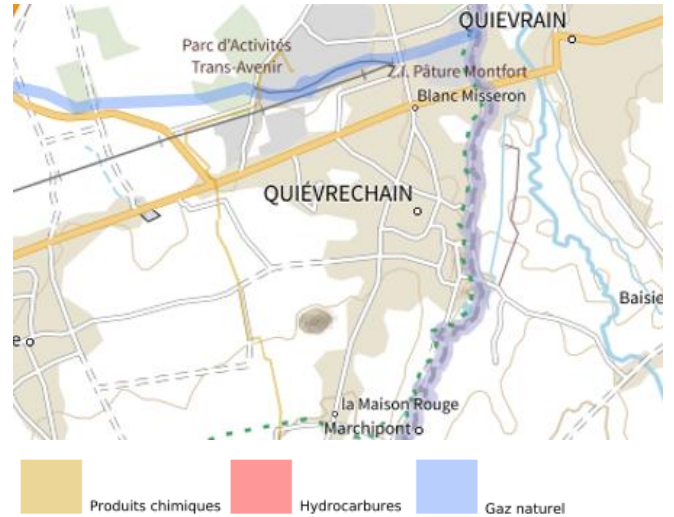 QUIEVRAIN
Parc d'Activités
Trans-Avenir
Z.I. Pâture Montfort
Blanc Misseron
QUIÉVRECHAIN
Baisie
e
la Maison Rouge
Marchipont
Produits chimiques
Hydrocarbures
Gaz naturel